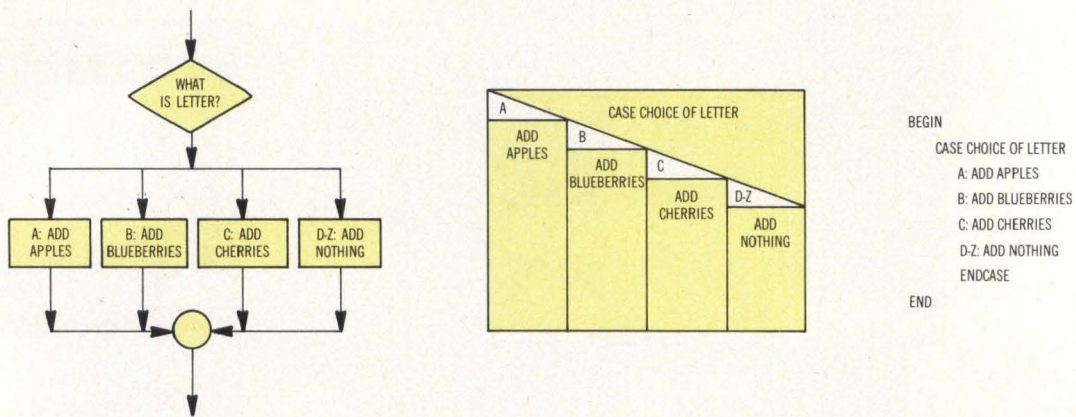 WHAT
IS LETTER?
A: ADD
APPLES
B: ADD
BLUEBERRIES
C: ADD
CHERRIES
D-Z: ADD
NOTHING
CASE CHOICE OF LETTER
A
ADD
APPLES
B
ADD
BLUEBERRIES
C
ADD
CHERRIES
D-Z
ADD
NOTHING
BEGIN
CASE CHOICE OF LETTER
A: ADD APPLES
B: ADD BLUEBERRIES
C: ADD CHERRIES
D-Z: ADD NOTHING
ENDCASE
END